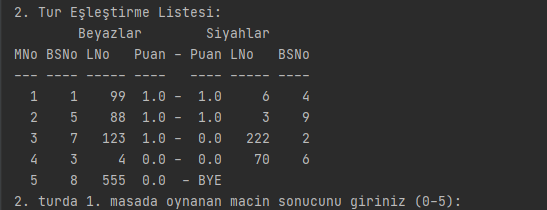 2. Tur Eşleştirme Listesi:
Beyazlar Siyahlar
MNo BSNo LNo Puan - Puan LNo BSNo
--- ---- ----- ---- ---- ----- ----
1 1 99 1.0 - 1.0 6 4
2 5 88 1.0 - 1.0 3 9
3 7 123 1.0 - 0.0 222 2
4 3 4 0.0 - 0.0 70 6
5 8 555 0.0 - BYE
2. turda 1. masada oynanan macin sonucunu giriniz (0-5):